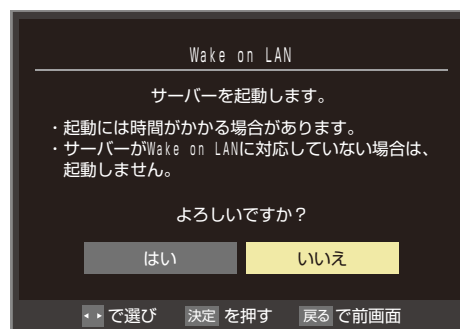 Wake on LAN
サーバーを起動します。
・起動には時間がかかる場合があります。
・サーバーがWake on LANに対応していない場合は、
起動しません。
よろしいですか？
はい　いいえ
で選び　決定 を押す　戻る で前画面